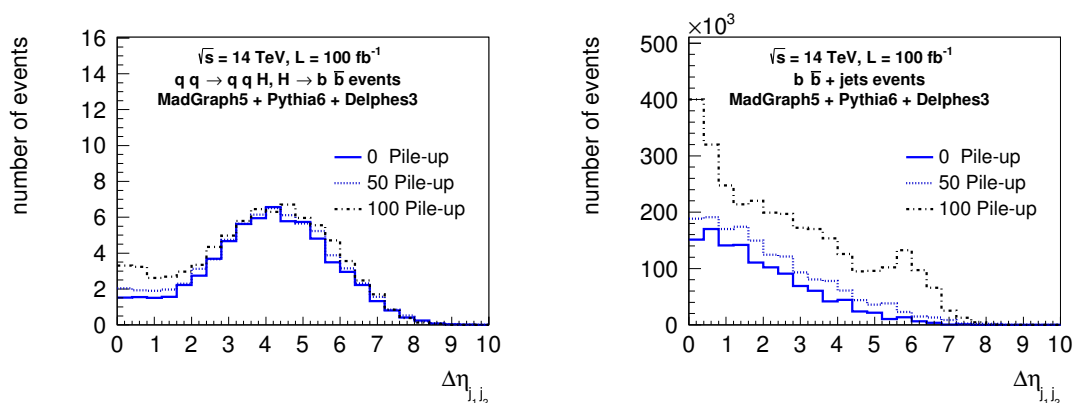 number of events
16
14
12
10
8
6
4
2
0
√s = 14 TeV, L = 100 fb⁻¹
q q → q q H, H → b b̅ events
MadGraph5 + Pythia6 + Delphes3
0 Pile-up
50 Pile-up
100 Pile-up
0 1 2 3 4 5 6 7 8 9 10
Δη j₁ j₂
number of events
×10³
500
400
300
200
100
0
√s = 14 TeV, L = 100 fb⁻¹
b b̅ + jets events
MadGraph5 + Pythia6 + Delphes3
0 Pile-up
50 Pile-up
100 Pile-up
0 1 2 3 4 5 6 7 8 9 10
Δη j₁ j₂